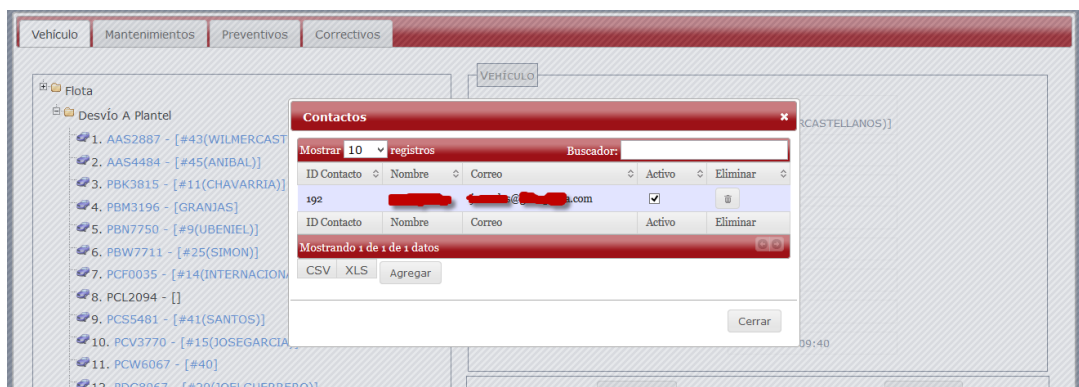 Vehículo Mantenimientos Preventivos Correctivos
Flota
Desvío A Plantel
1. AAS2887 - [#43(WILMERCAST
2. AAS4484 - [#45(ANIBAL)]
3. PBK3815 - [#11(CHAVARRIA)]
4. PBM3196 - [GRANJAS]
5. PBN7750 - [#9(UBENIEL)]
6. PBW7711 - [#25(SIMON)]
7. PCF0035 - [#14(INTERNACIONA
8. PCL2094 - []
9. PCS5481 - [#41(SANTOS)]
10. PCV3770 - [#15(JOSEGARCIA
11. PCW6067 - [#40]
Vehículo
RCASTELLANOS)]
Contactos
Mostrar 10 registros Buscador:
ID Contacto Nombre Correo Activo Eliminar
192 @ a.com
ID Contacto Nombre Correo Activo Eliminar
Mostrando 1 de 1 de 1 datos
CSV XLS Agregar
Cerrar
09:40